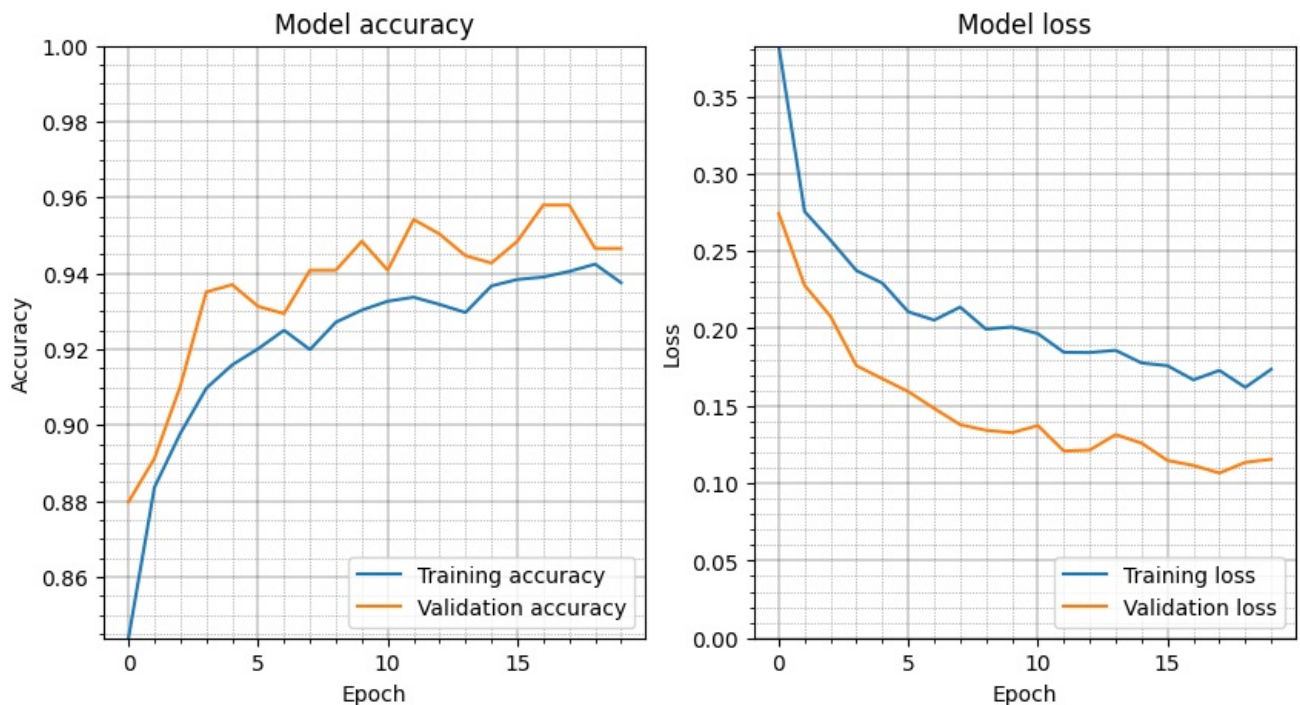 Model accuracy
1.00
0.98
0.96
0.94
0.92
0.90
0.88
0.86
Accuracy
0
5
10
15
Epoch
Training accuracy
Validation accuracy
Model loss
0.35
0.30
0.25
0.20
0.15
0.10
0.05
0.00
Loss
0
5
10
15
Epoch
Training loss
Validation loss